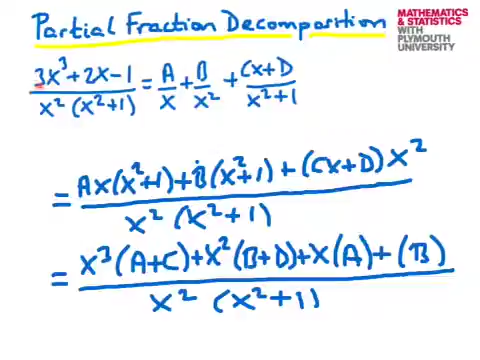 Partial Fraction Decomposition
MATHEMATICS
& STATISTICS
WITH
PLYMOUTH
UNIVERSITY
(3x³+2x-1)/(x²(x²+1)) = A/x + B/x² + (Cx+D)/(x²+1)
= (Ax(x²+1)+B(x²+1)+(Cx+D)x²)/(x²(x²+1))
= (x³(A+C)+x²(B+D)+x(A)+(B))/(x²(x²+1))